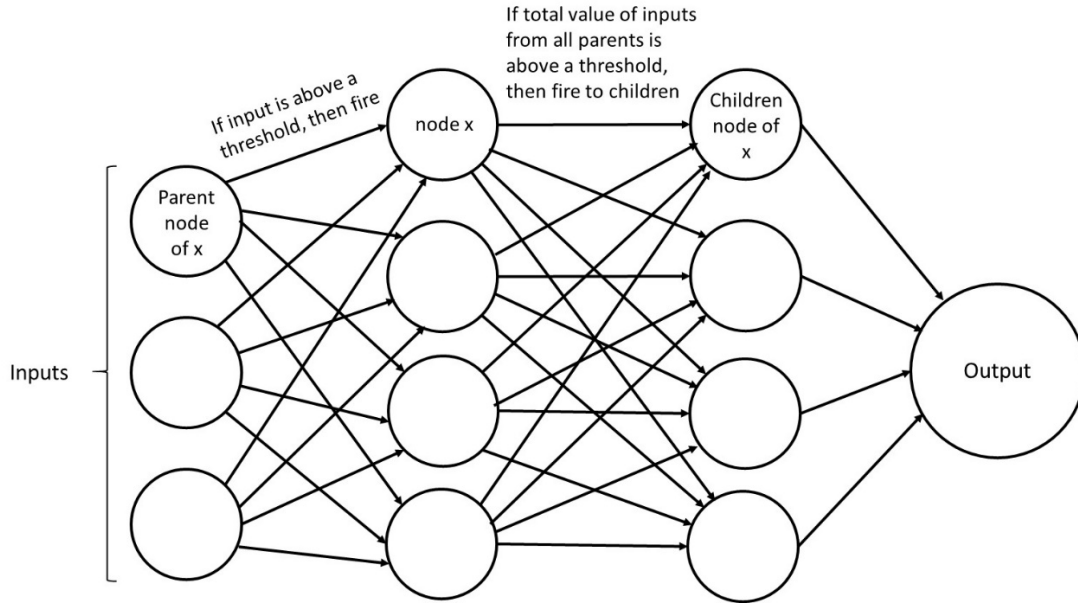 If input is above a
threshold, then fire
If total value of inputs
from all parents is
above a threshold,
then fire to children
Parent
node
of x
node x
Children
node of
x
Inputs
Output